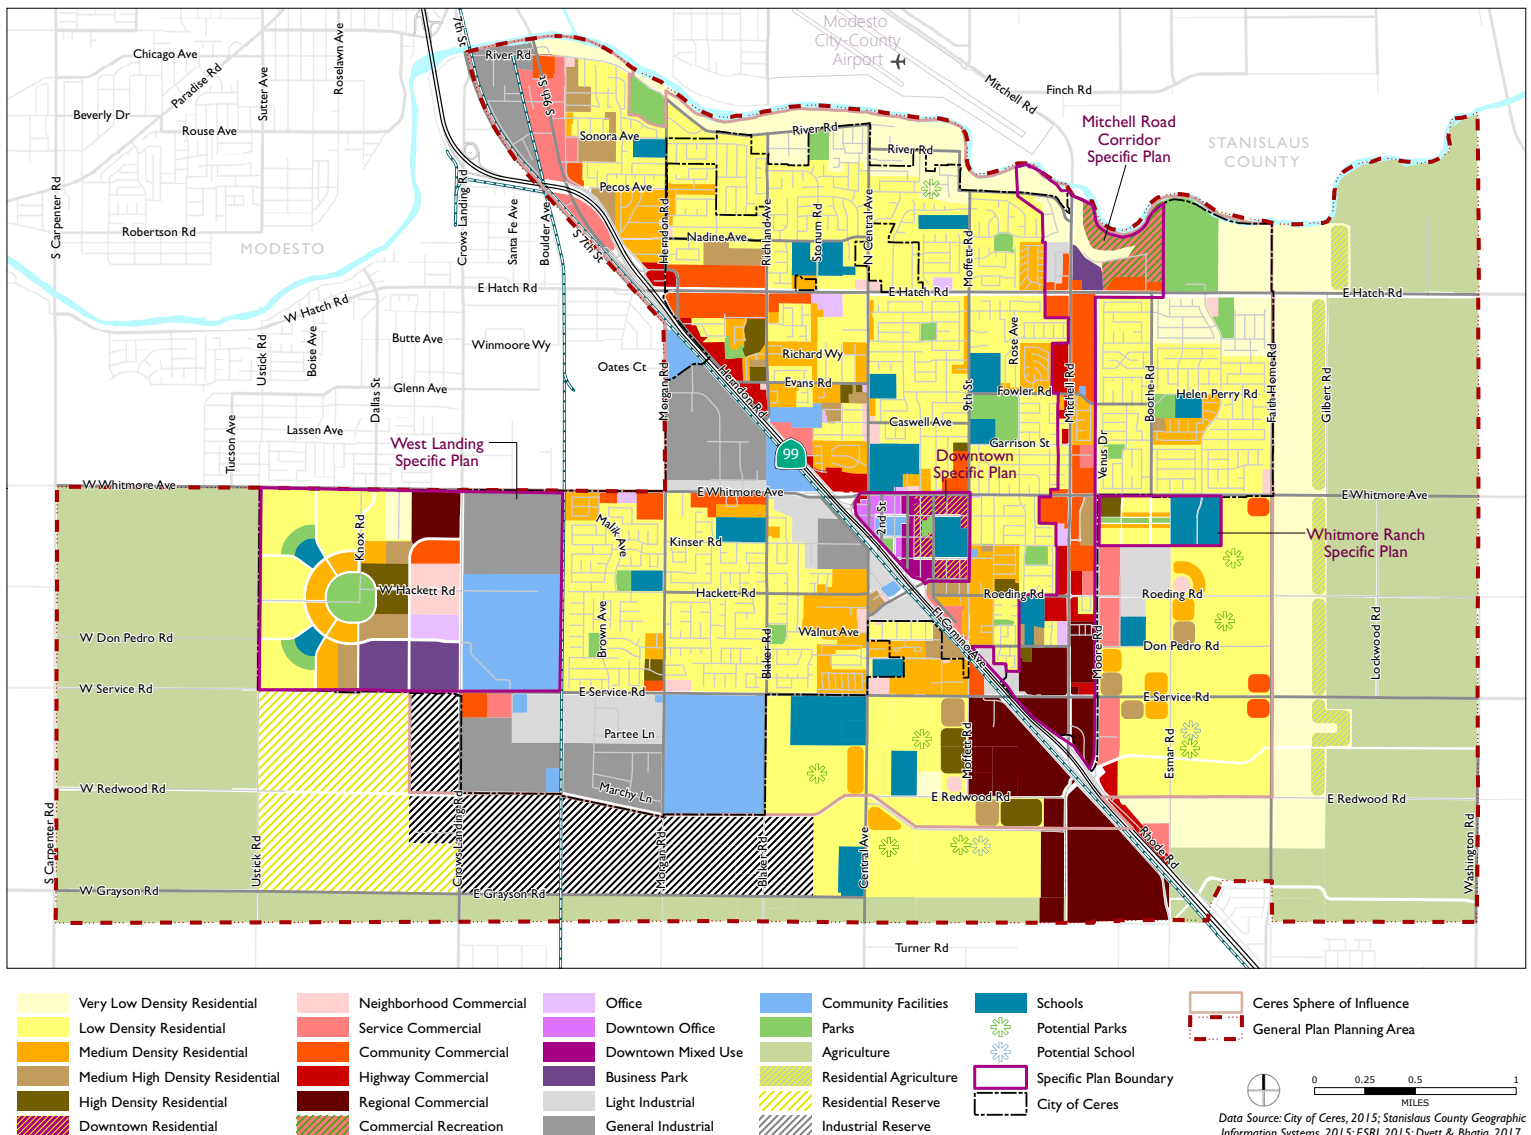 Modesto
City-County
Airport
7th St
River Rd
Chicago Ave
Paradise Rd
Roselawn Ave
Sutter Ave
S 9th St
Mitchell Rd
Finch Rd
Beverly Dr
Rouse Ave
Sonora Ave
River Rd
River Rd
Mitchell Road
Corridor
Specific Plan
STANISLAUS
COUNTY
S Carpenter Rd
Crows Landing Rd
Pecos Ave
Robertson Rd
MODESTO
Santa Fe Ave
Boulder Ave
S 7th St
Herndon Rd
Nadine Ave
Richland Ave
Stonum Rd
N Central Ave
Moffett Rd
E Hatch Rd
E Hatch Rd
E Hatch Rd
W Hatch Rd
Ustick Rd
Boise Ave
Butte Ave
Winmoore Wy
Oates Ct
Richard Wy
Rose Ave
Glenn Ave
Dallas St
Morgan Rd
Herndon Rd
Evans Rd
9th St
Fowler Rd
Mitchell Rd
Boothe Rd
Helen Perry Rd
Faith Home Rd
Gilbert Rd
Tucson Ave
Lassen Ave
West Landing
Specific Plan
99
Caswell Ave
Garrison St
Downtown
Specific Plan
Venus Dr
W Whitmore Ave
E Whitmore Ave
E Whitmore Ave
Knox Rd
Malik Ave
Kinser Rd
2nd St
Whitmore Ranch
Specific Plan
W Hackett Rd
Hackett Rd
Roeding Rd
Roeding Rd
Brown Ave
Blaker Rd
Walnut Ave
El Camino Ave
Moore Rd
Lockwood Rd
W Don Pedro Rd
Don Pedro Rd
W Service Rd
E Service Rd
E Service Rd
Partee Ln
Moffett Rd
Esmar Rd
W Redwood Rd
Marchy Ln
E Redwood Rd
E Redwood Rd
S Carpenter Rd
Ustick Rd
Crows Landing Rd
Morgan Rd
Blaker Rd
Central Ave
Rhode Rd
Washington Rd
W Grayson Rd
E Grayson Rd
Turner Rd
Very Low Density Residential
Low Density Residential
Medium Density Residential
Medium High Density Residential
High Density Residential
Downtown Residential
Neighborhood Commercial
Service Commercial
Community Commercial
Highway Commercial
Regional Commercial
Commercial Recreation
Office
Downtown Office
Downtown Mixed Use
Business Park
Light Industrial
General Industrial
Community Facilities
Parks
Agriculture
Residential Agriculture
Residential Reserve
Industrial Reserve
Schools
Potential Parks
Potential School
Specific Plan Boundary
City of Ceres
Ceres Sphere of Influence
General Plan Planning Area
0 0.25 0.5 1
MILES
Data Source: City of Ceres, 2015; Stanislaus County Geographic
Information Systems, 2015; ESRI, 2015; Dyett & Bhatia, 2017